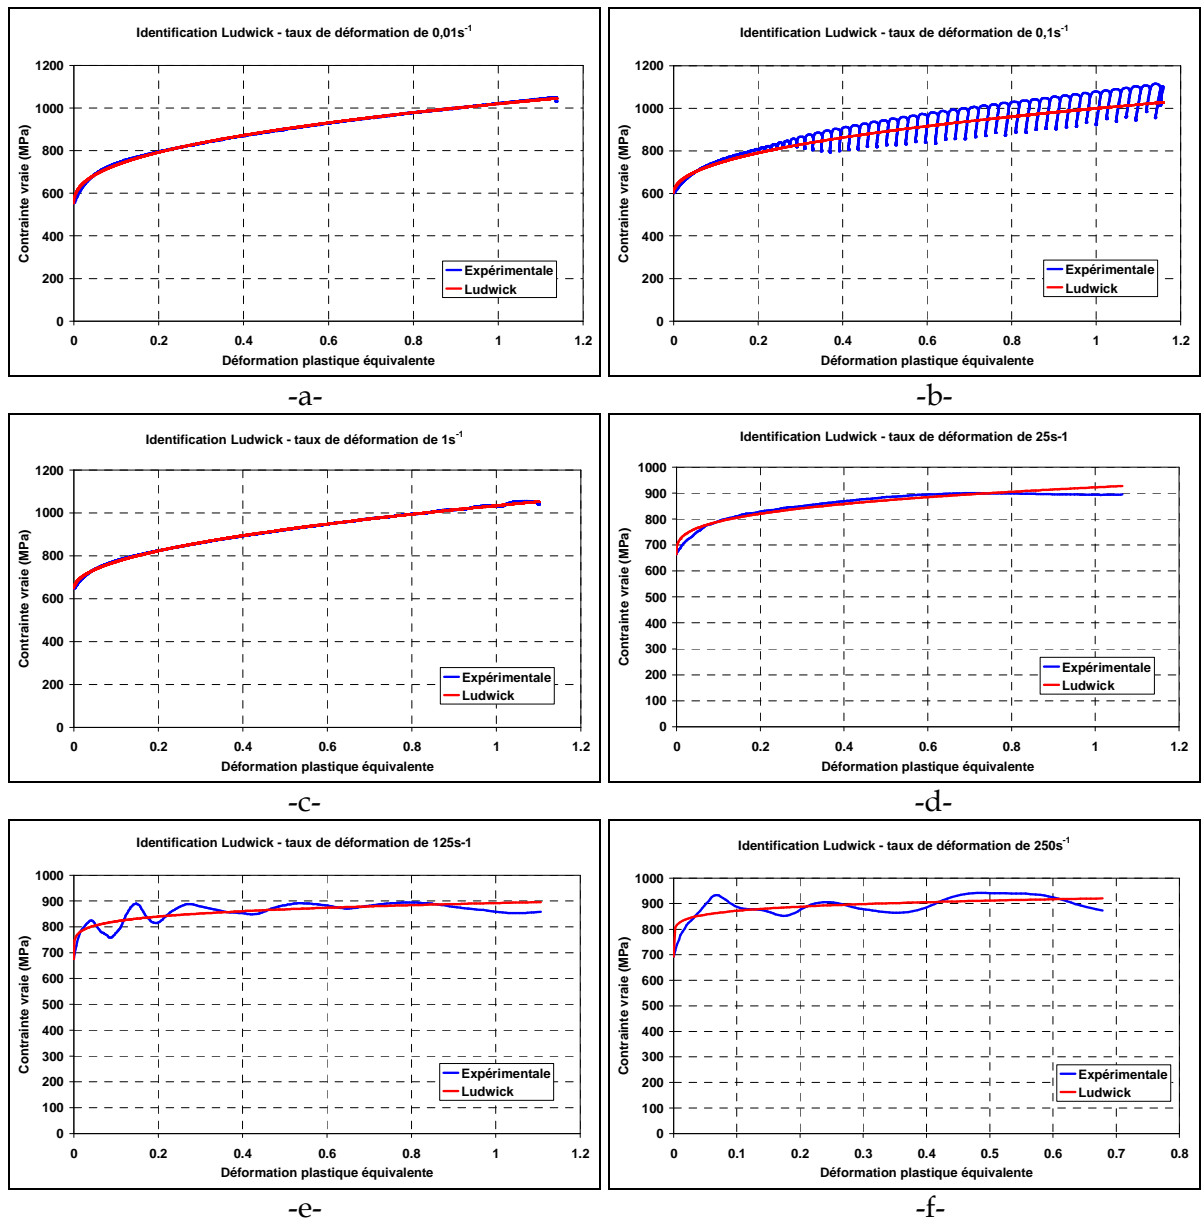 Identification Ludwick - taux de déformation de 0,01s⁻¹
Contrainte vraie (MPa)
1200
1000
800
600
400
200
0
0 0.2 0.4 0.6 0.8 1 1.2
Déformation plastique équivalente
Expérimentale
Ludwick
-a-
Identification Ludwick - taux de déformation de 0,1s⁻¹
Contrainte vraie (MPa)
1200
1000
800
600
400
200
0
0 0.2 0.4 0.6 0.8 1 1.2
Déformation plastique équivalente
Expérimentale
Ludwick
-b-
Identification Ludwick - taux de déformation de 1s⁻¹
Contrainte vraie (MPa)
1200
1000
800
600
400
200
0
0 0.2 0.4 0.6 0.8 1 1.2
Déformation plastique équivalente
Expérimentale
Ludwick
-c-
Identification Ludwick - taux de déformation de 25s-1
Contrainte vraie (MPa)
1000
900
800
700
600
500
400
300
200
100
0
0 0.2 0.4 0.6 0.8 1 1.2
Déformation plastique équivalente
Expérimentale
Ludwick
-d-
Identification Ludwick - taux de déformation de 125s-1
Contrainte vraie (MPa)
1000
900
800
700
600
500
400
300
200
100
0
0 0.2 0.4 0.6 0.8 1 1.2
Déformation plastique équivalente
Expérimentale
Ludwick
-e-
Identification Ludwick - taux de déformation de 250s⁻¹
Contrainte vraie (MPa)
1000
900
800
700
600
500
400
300
200
100
0
0 0.1 0.2 0.3 0.4 0.5 0.6 0.7 0.8
Déformation plastique équivalente
Expérimentale
Ludwick
-f-